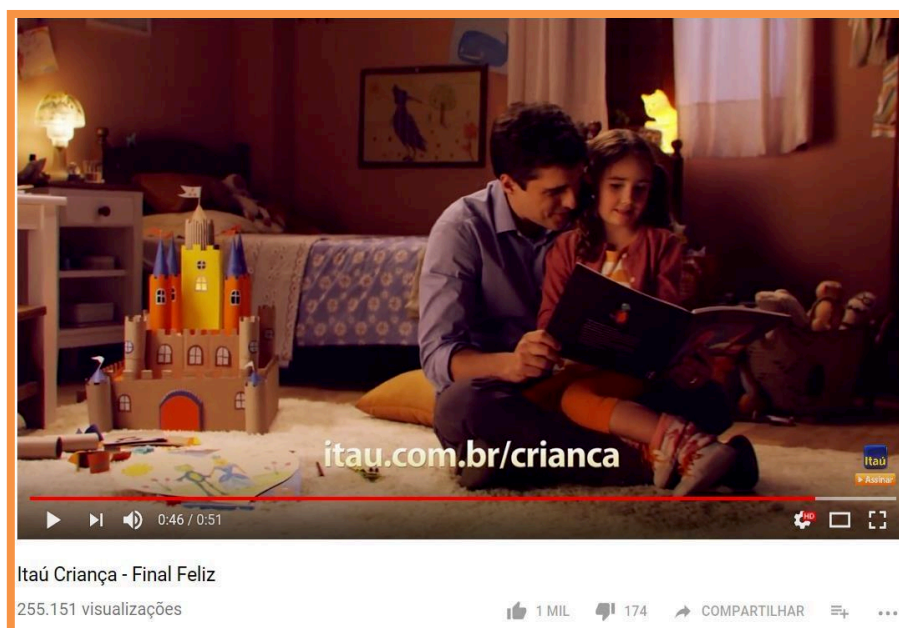 itau.com.br/crianca
Itaú
Assinar
0:46 / 0:51
HD
Itaú Criança - Final Feliz
255.151 visualizações
1 MIL
174
COMPARTILHAR